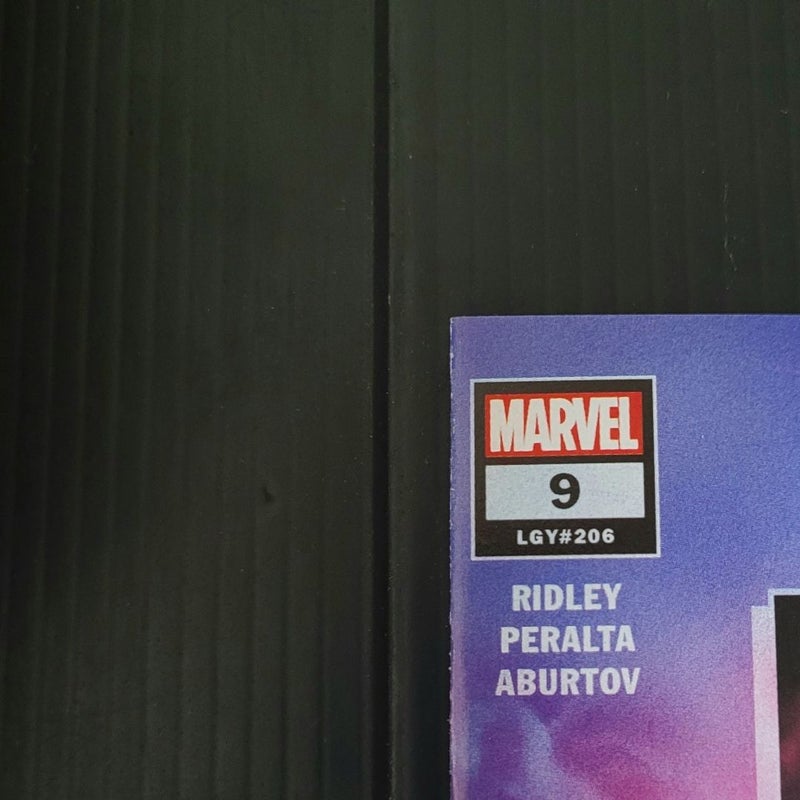 MARVEL
9
LGY#206
RIDLEY
PERALTA
ABURTOV